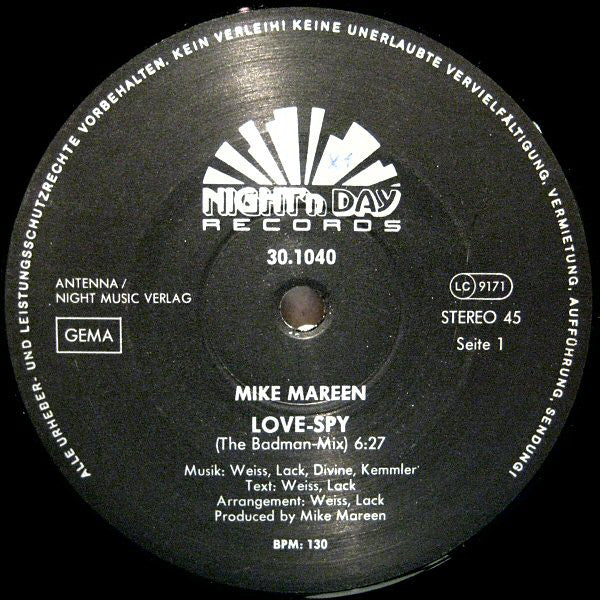 ALLE URHEBER- UND LEISTUNGSSCHUTZRECHTE VORBEHALTEN. KEIN VERLEIH! KEINE UNERLAUBTE VERVIELFÄLTIGUNG, VERMIETUNG, AUFFÜHRUNG, SENDUNG!
X1
NIGHT'n DAY
RECORDS
30.1040
ANTENNA /
NIGHT MUSIC VERLAG
GEMA
LC 9171
STEREO 45
Seite 1
MIKE MAREEN
LOVE-SPY
(The Badman-Mix) 6:27
Musik: Weiss, Lack, Divine, Kemmler
Text: Weiss, Lack
Arrangement: Weiss, Lack
Produced by Mike Mareen
BPM: 130